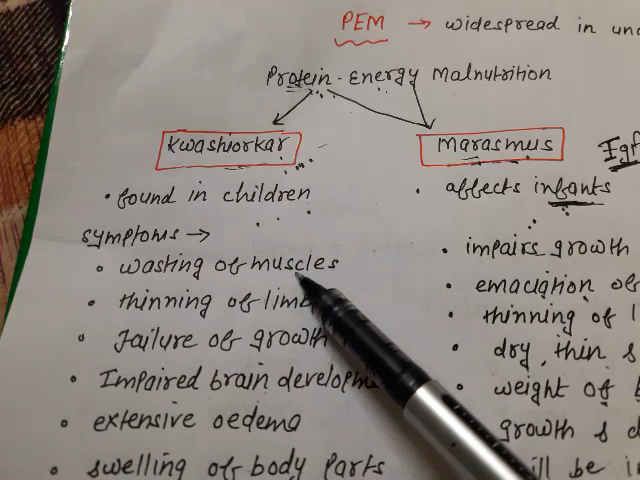 PEM → widespread in
Protein-energy malnutrition
Kwashiorkar
marasmus
• found in children
• affects infants
symptoms →
• wasting of muscles
• thinning of
• failure of growth
• Impaired brain
• extensive oedema
• swelling of body parts
• impairs growth
• emaciation of
• thinning of
• dry, thin
• weight of
growth
be